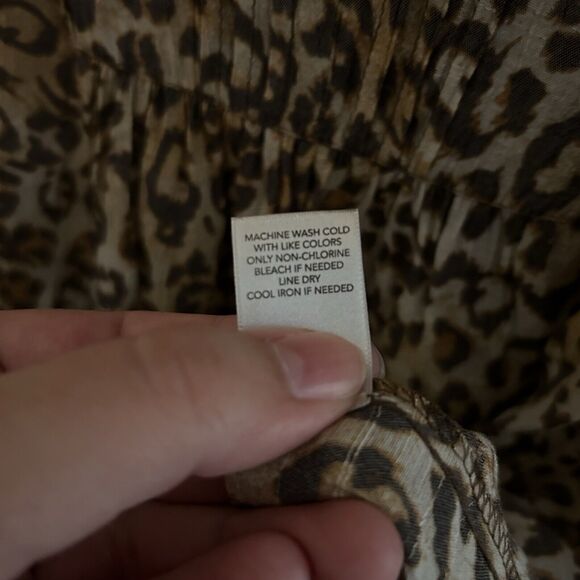 MACHINE WASH COLD
WITH LIKE COLORS
ONLY NON-CHLORINE
BLEACH IF NEEDED
LINE DRY
COOL IRON IF NEEDED